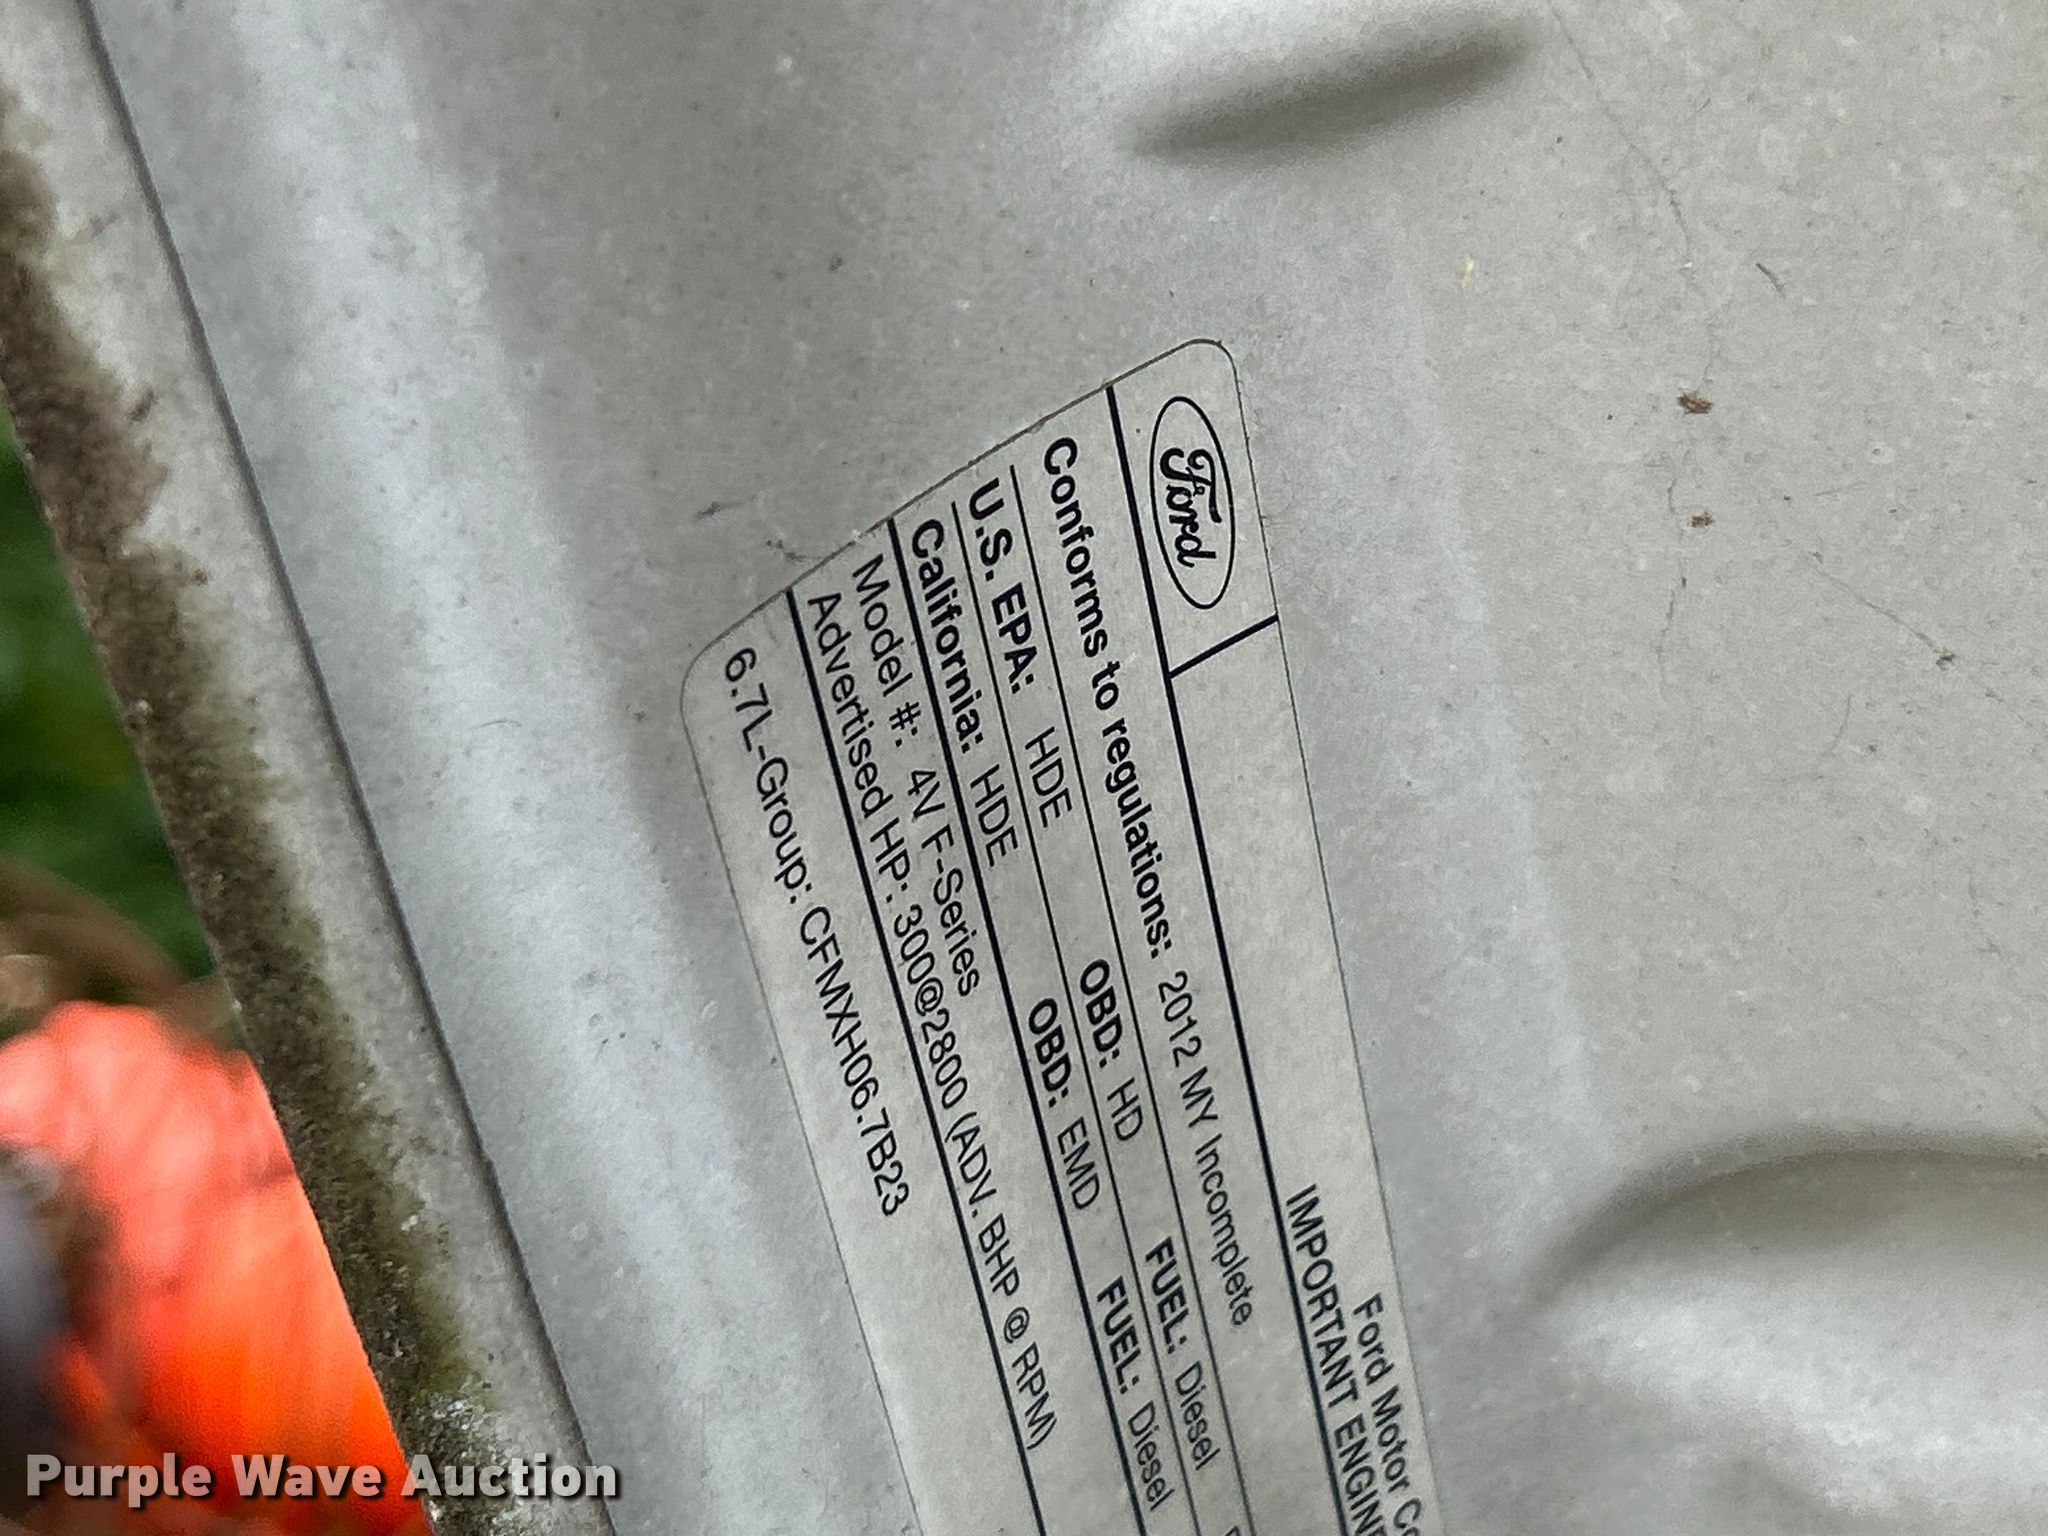 Ford
Ford Motor Co
IMPORTANT ENGINE
Conforms to regulations: 2012 MY Incomplete
U.S. EPA: HDE OBD: HD FUEL: Diesel
California: HDE OBD: EMD FUEL: Diesel
Model #: 4V F-Series
Advertised HP: 300@2800 (ADV. BHP @ RPM)
6.7L-Group: CFMXH06.7B23
Purple Wave Auction